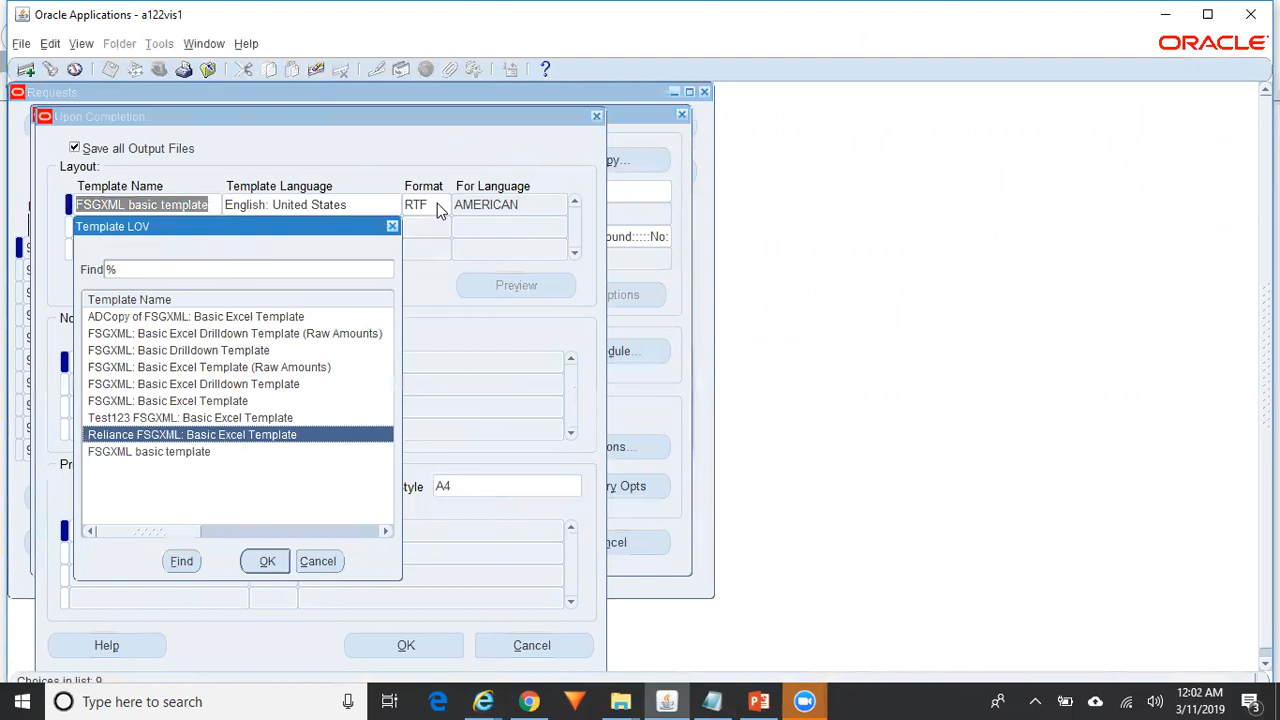 Oracle Applications - a122vis1
File Edit View Folder Tools Window Help
ORACLE
Requests
Upon Completion...
Save all Output Files
py...
Layout:
Template Name Template Language Format For Language
FSGXML basic template English: United States RTF AMERICAN
Template LOV
ound:::::No:
Find %
Preview
ptions
Template Name
ADCopy of FSGXML: Basic Excel Template
FSGXML: Basic Excel Drilldown Template (Raw Amounts)
FSGXML: Basic Drilldown Template
dule...
FSGXML: Basic Excel Template (Raw Amounts)
FSGXML: Basic Excel Drilldown Template
FSGXML: Basic Excel Template
Test123 FSGXML: Basic Excel Template
Reliance FSGXML: Basic Excel Template
FSGXML basic template
ons...
No
Pr
tyle A4
ry Opts
ncel
Find OK Cancel
Help OK Cancel
Choices in list: 9
Type here to search
12:02 AM
3/11/2019
3